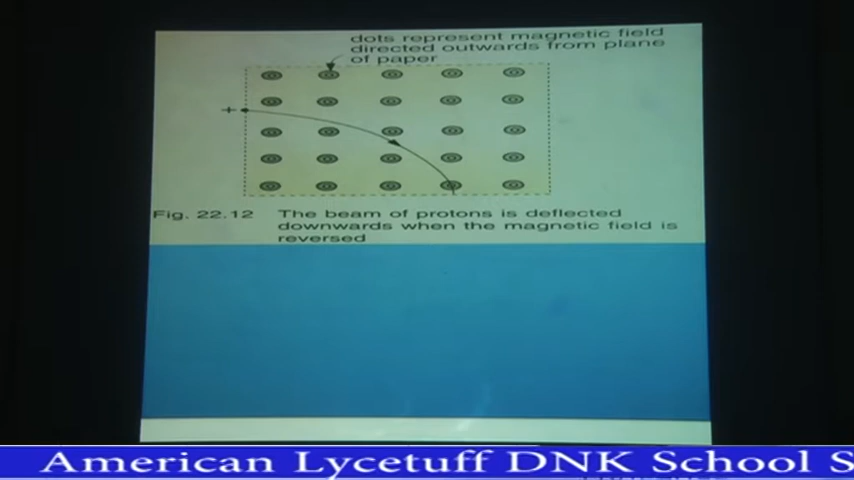 dots represent magnetic field
directed outwards from plane
of paper
+
Fig. 22.12 The beam of protons is deflected
downwards when the magnetic field is
reversed
American Lycetuff DNK School S